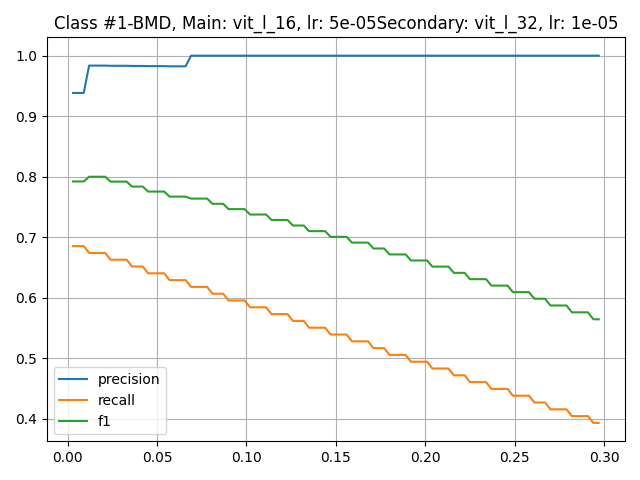 Class #1-BMD, Main: vit_l_16, lr: 5e-05Secondary: vit_l_32, lr: 1e-05
1.0
0.9
0.8
0.7
0.6
0.5
0.4
precision
recall
f1
0.00 0.05 0.10 0.15 0.20 0.25 0.30